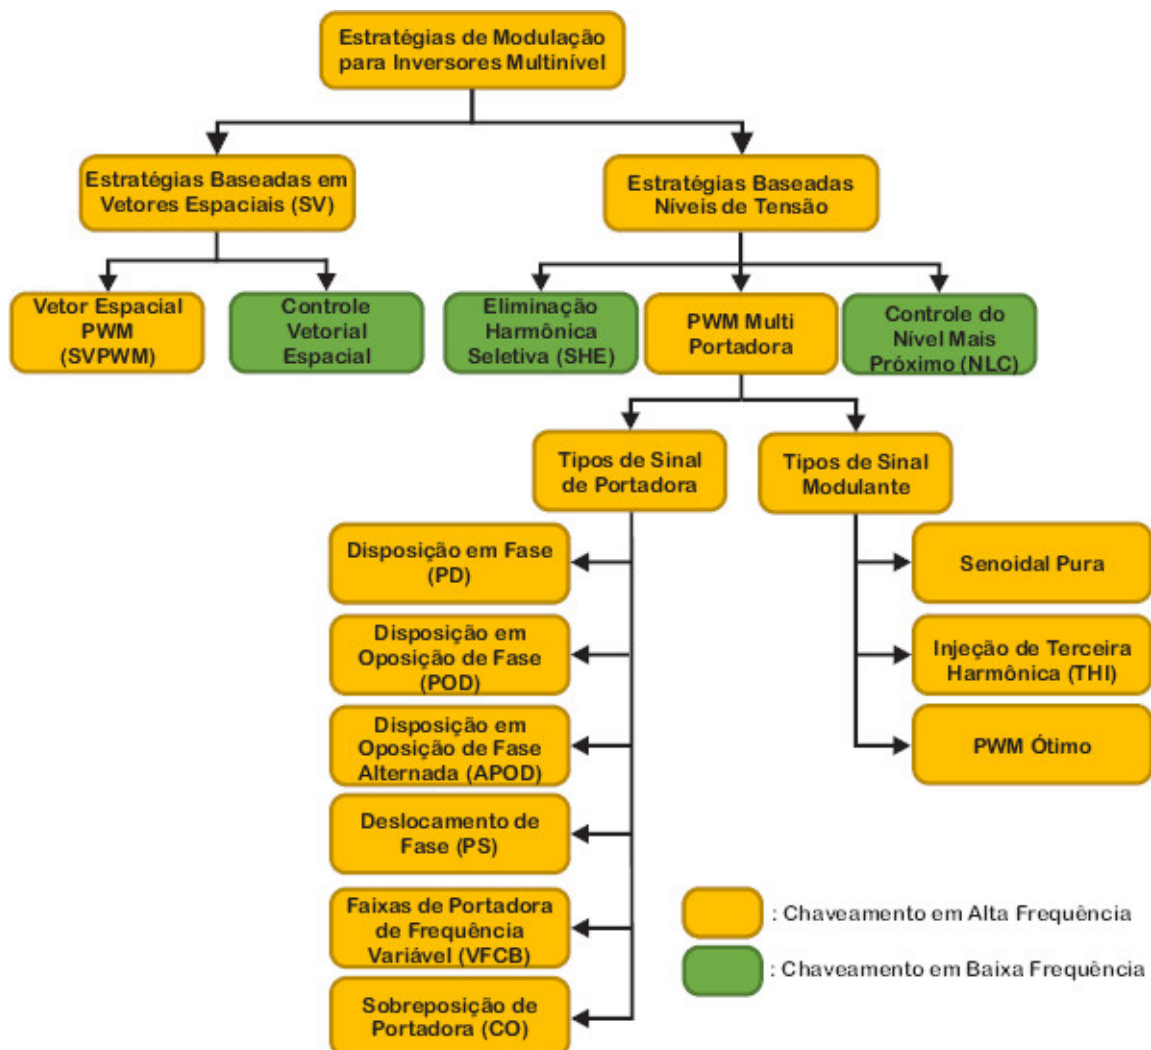 Estratégias de Modulação
para Inversores Multinível
Estratégias Baseadas em
Vetores Espaciais (SV)
Estratégias Baseadas
Níveis de Tensão
Vetor Espacial
PWM
(SVPWM)
Controle
Vetorial
Espacial
Eliminação
Harmônica
Seletiva (SHE)
PWM Multi
Portadora
Controle do
Nível Mais
Próximo (NLC)
Tipos de Sinal
de Portadora
Tipos de Sinal
Modulante
Disposição em Fase
(PD)
Disposição em
Oposição de Fase
(POD)
Disposição em
Oposição de Fase
Alternada (APOD)
Deslocamento de
Fase (PS)
Faixas de Portadora
de Frequência
Variável (VFCB)
Sobreposição de
Portadora (CO)
Senoidal Pura
Injeção de Terceira
Harmônica (THI)
PWM Ótimo
: Chaveamento em Alta Frequência
: Chaveamento em Baixa Frequência